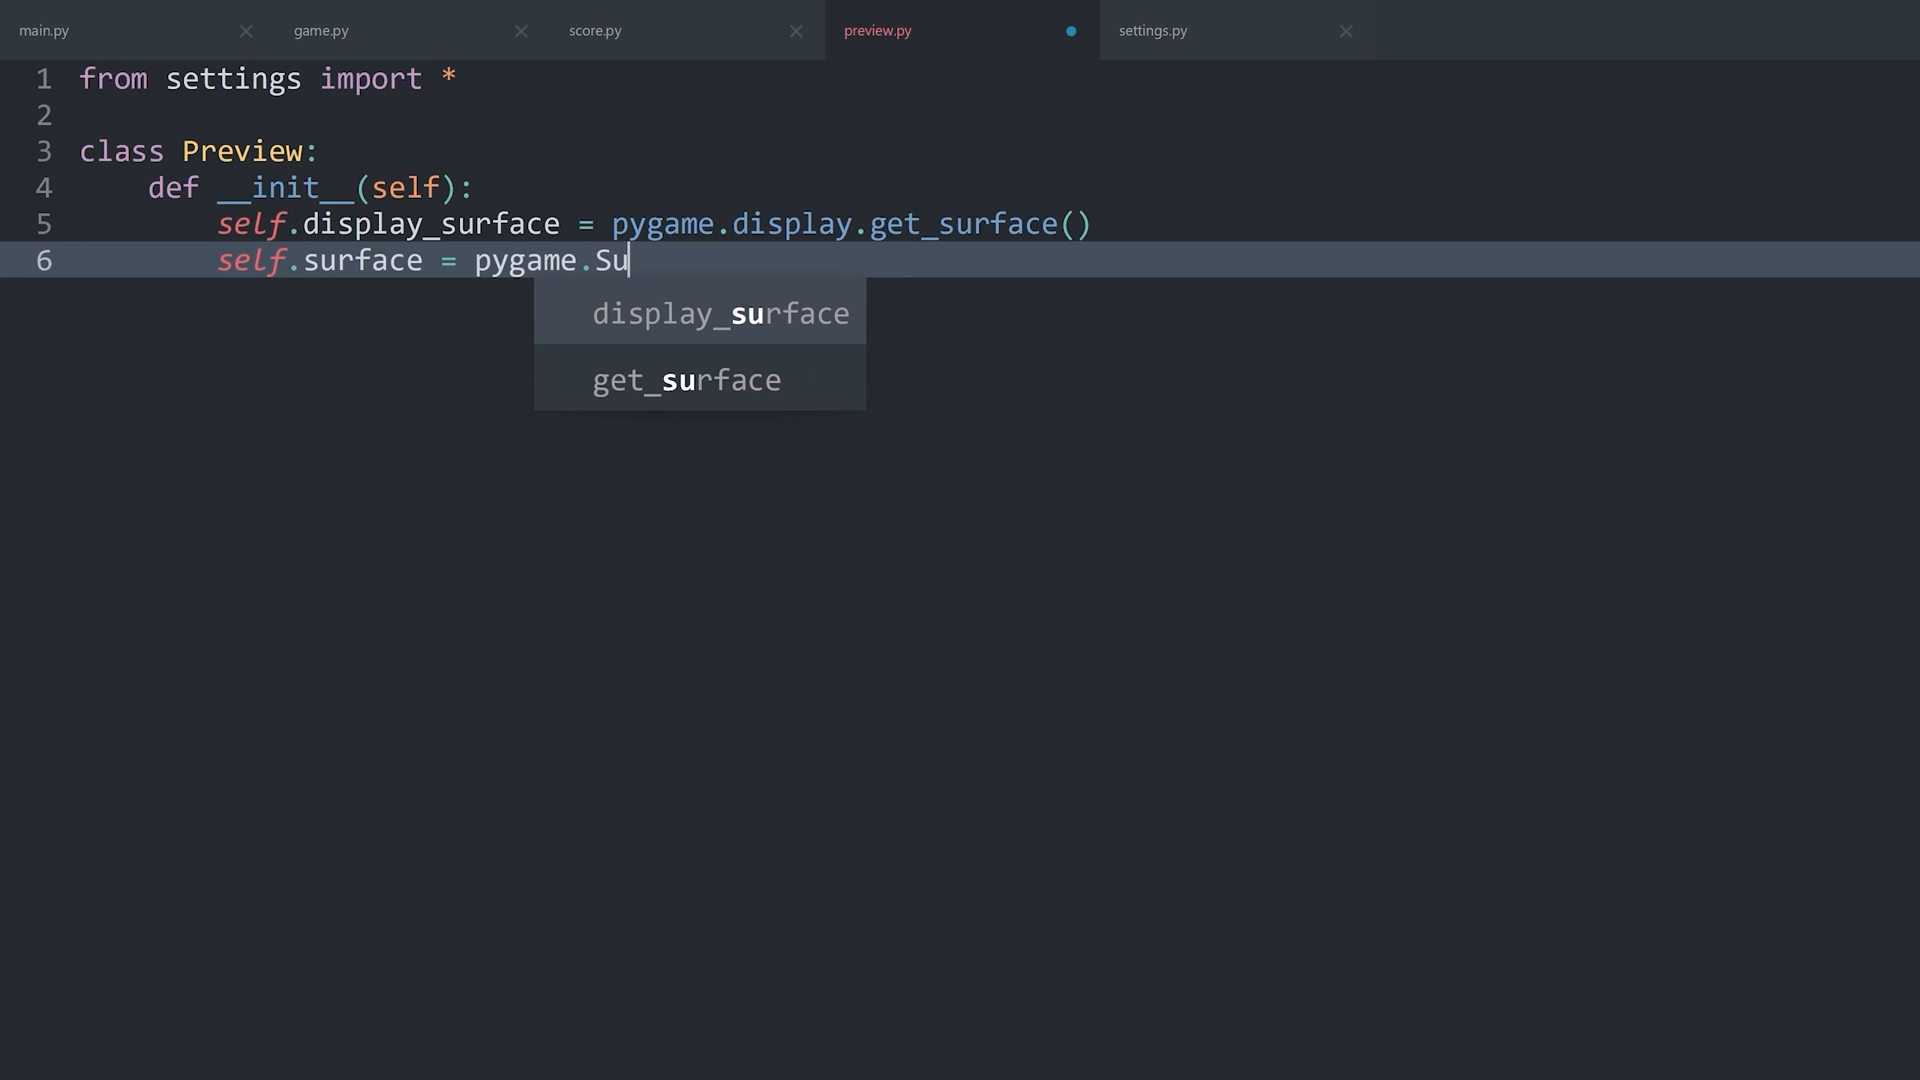 main.py game.py score.py preview.py settings.py
1 from settings import *
2
3 class Preview:
4     def __init__(self):
5         self.display_surface = pygame.display.get_surface()
6         self.surface = pygame.Su
display_surface
get_surface